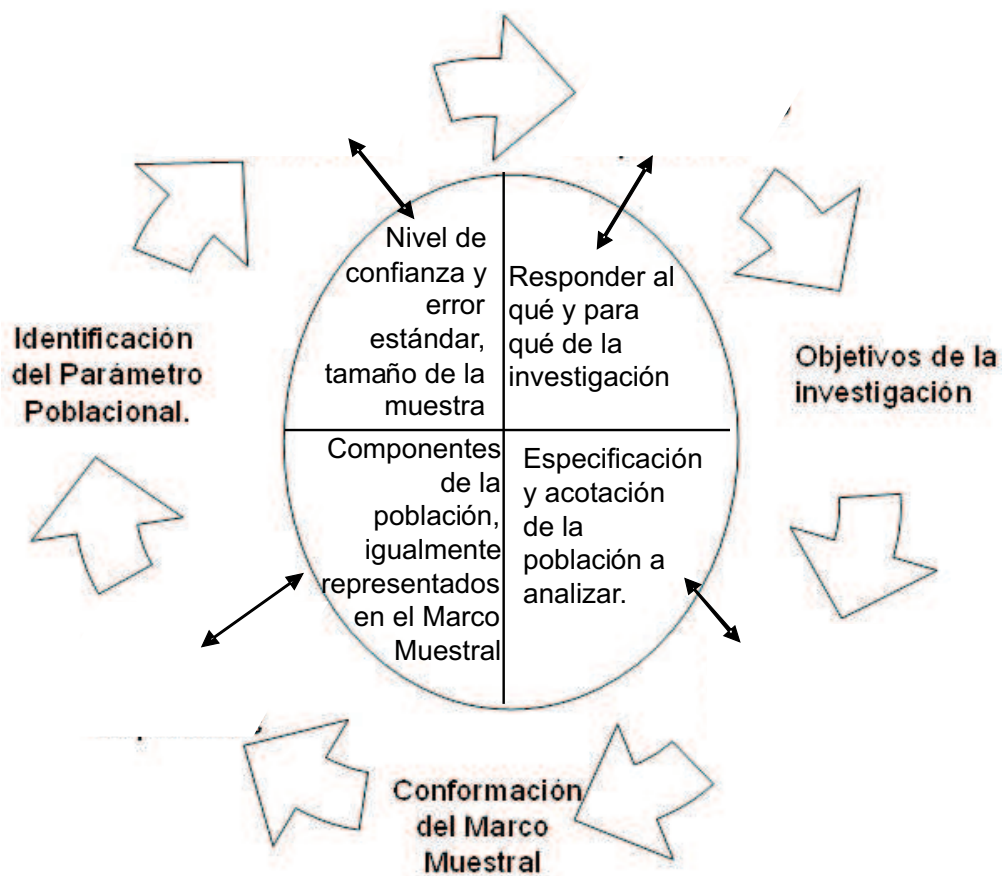 Nivel de
confianza y
error
estándar,
tamaño de la
muestra
Responder al
qué y para
qué de la
investigación
Identificación
del Parámetro
Poblacional.
Objetivos de la
investigación
Componentes
de la
población,
igualmente
representados
en el Marco
Muestral
Especificación
y acotación
de la
población a
analizar.
Conformación
del Marco
Muestral